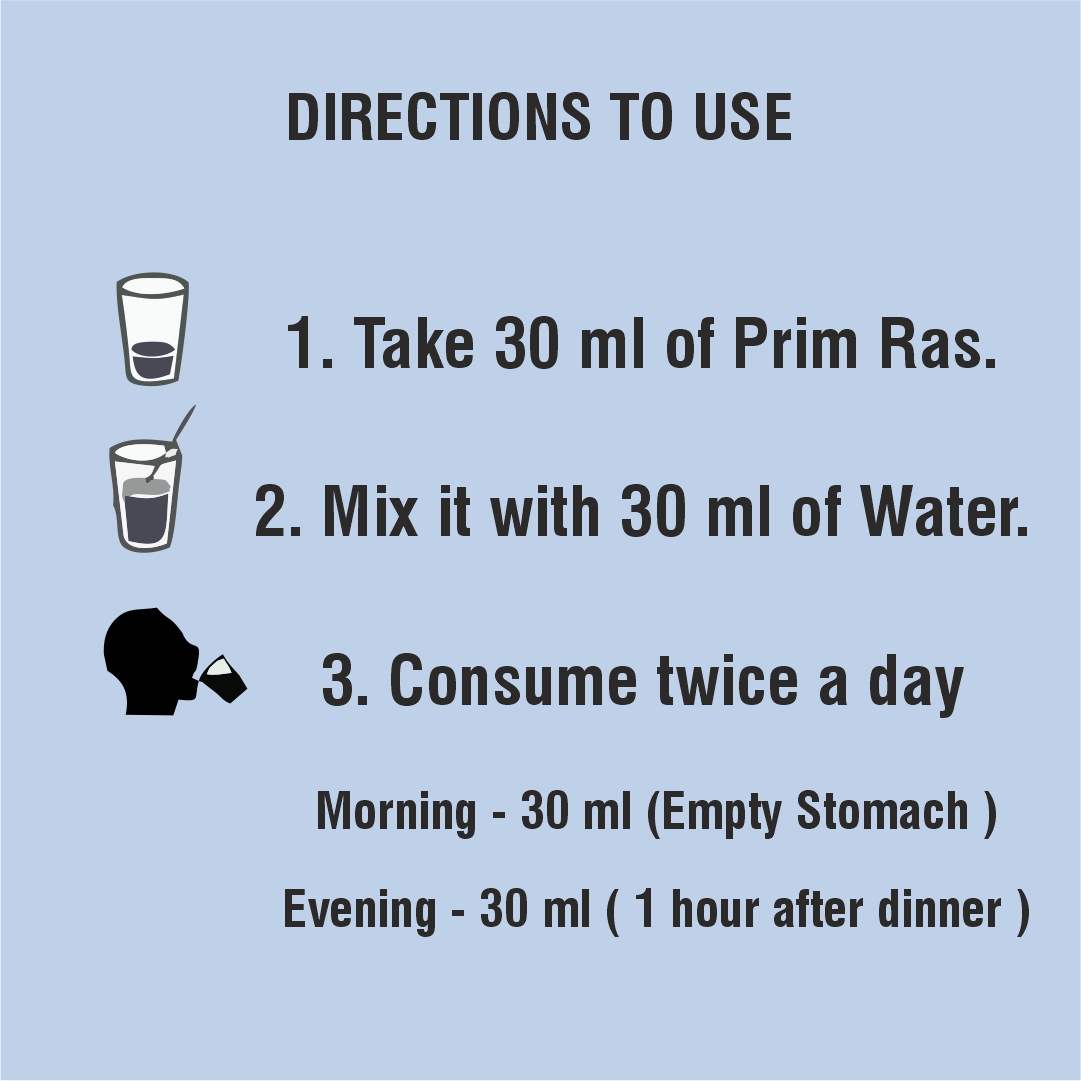 DIRECTIONS TO USE
1. Take 30 ml of Prim Ras.
2. Mix it with 30 ml of Water.
3. Consume twice a day
Morning - 30 ml (Empty Stomach )
Evening - 30 ml ( 1 hour after dinner )